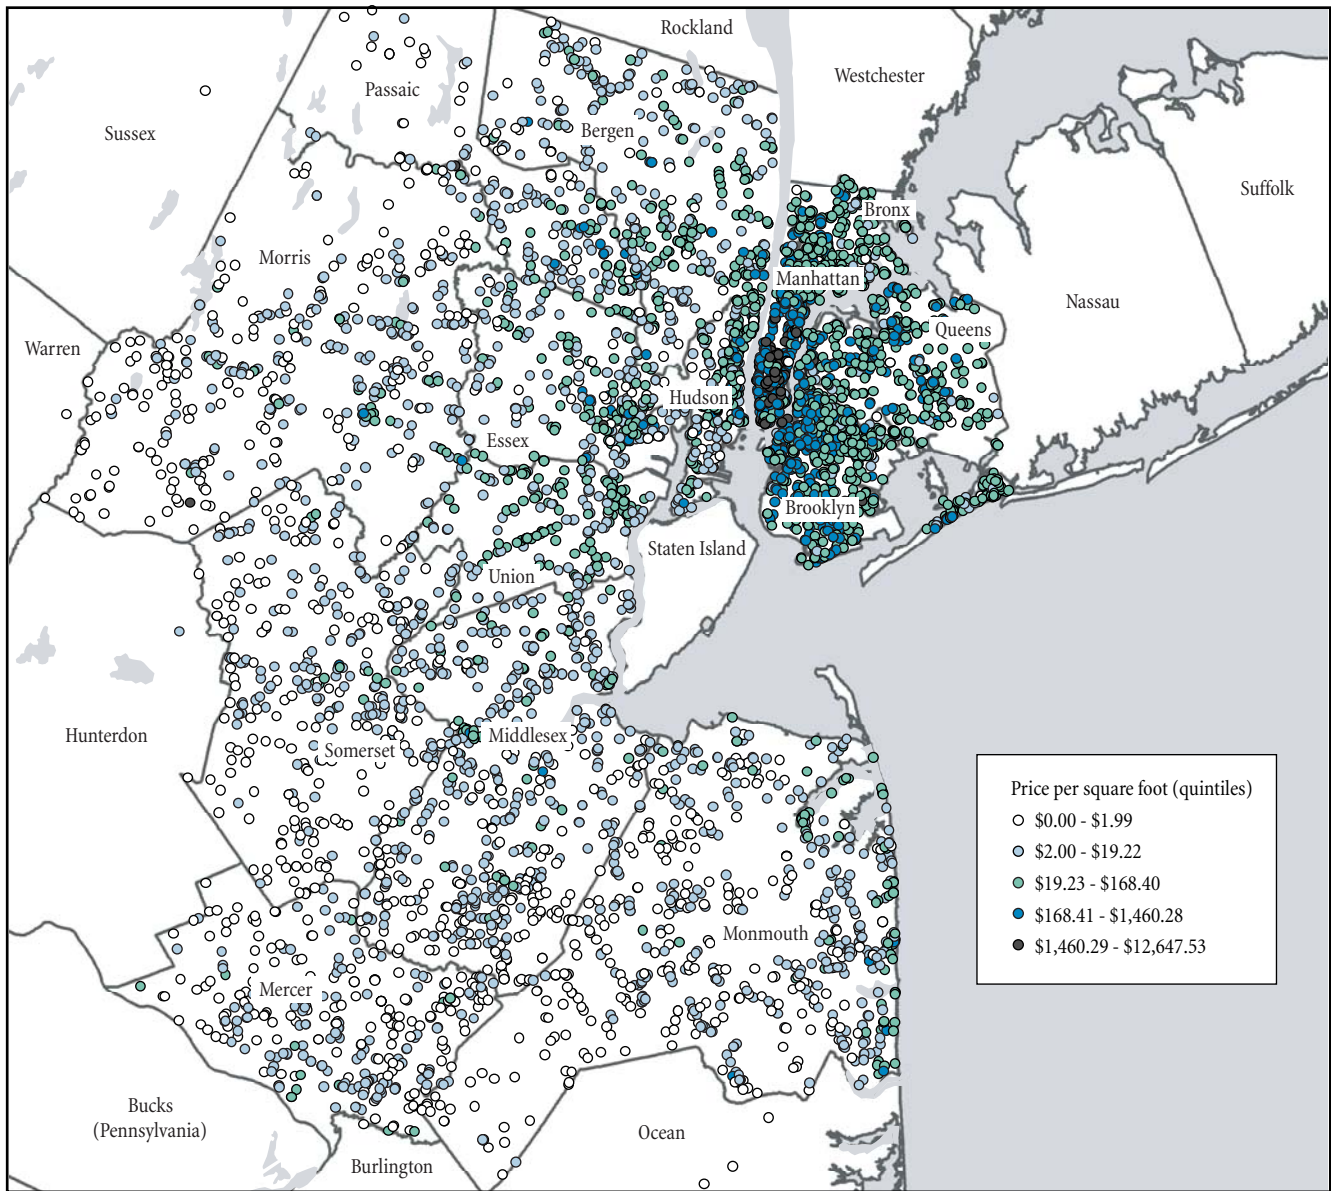 Rockland
Westchester
Passaic
Sussex
Bergen
Suffolk
Bronx
Morris
Manhattan
Nassau
Queens
Warren
Hudson
Essex
Brooklyn
Staten Island
Union
Hunterdon
Somerset
Middlesex
Price per square foot (quintiles)
$0.00 - $1.99
$2.00 - $19.22
$19.23 - $168.40
$168.41 - $1,460.28
$1,460.29 - $12,647.53
Monmouth
Mercer
Bucks
(Pennsylvania)
Ocean
Burlington